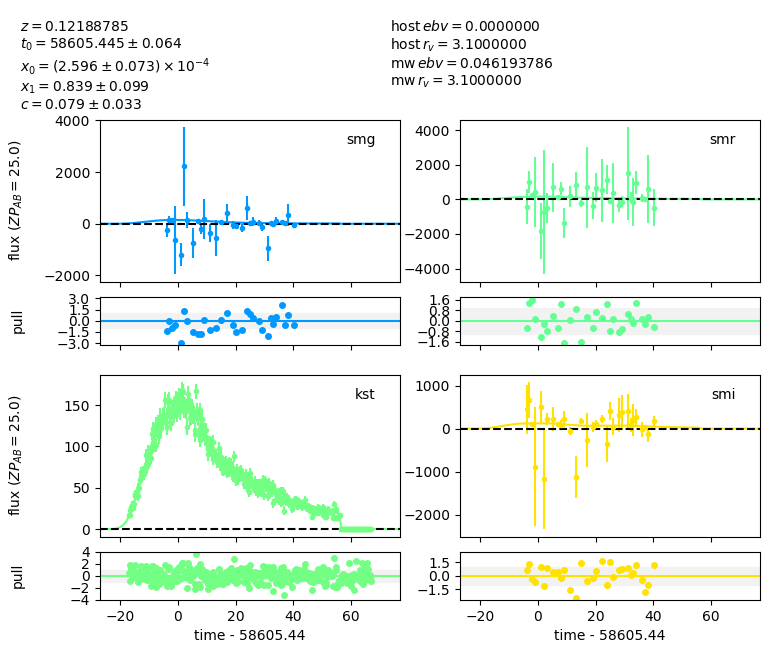 z = 0.12188785
t₀ = 58605.445 ± 0.064
x₀ = (2.596 ± 0.073) × 10⁻⁴
x₁ = 0.839 ± 0.099
c = 0.079 ± 0.033
host ebv = 0.0000000
host r_v = 3.1000000
mw ebv = 0.046193786
mw r_v = 3.1000000
flux (ZP_AB = 25.0)
4000
2000
0
−2000
smg
4000
2000
0
−2000
−4000
smr
pull
3.0
1.5
0.0
−1.5
−3.0
1.6
0.8
0.0
−0.8
−1.6
flux (ZP_AB = 25.0)
150
100
50
0
kst
1000
0
−1000
−2000
smi
pull
4
2
0
−2
−4
1.5
0.0
−1.5
−20 0 20 40 60
−20 0 20 40 60
time - 58605.44
time - 58605.44